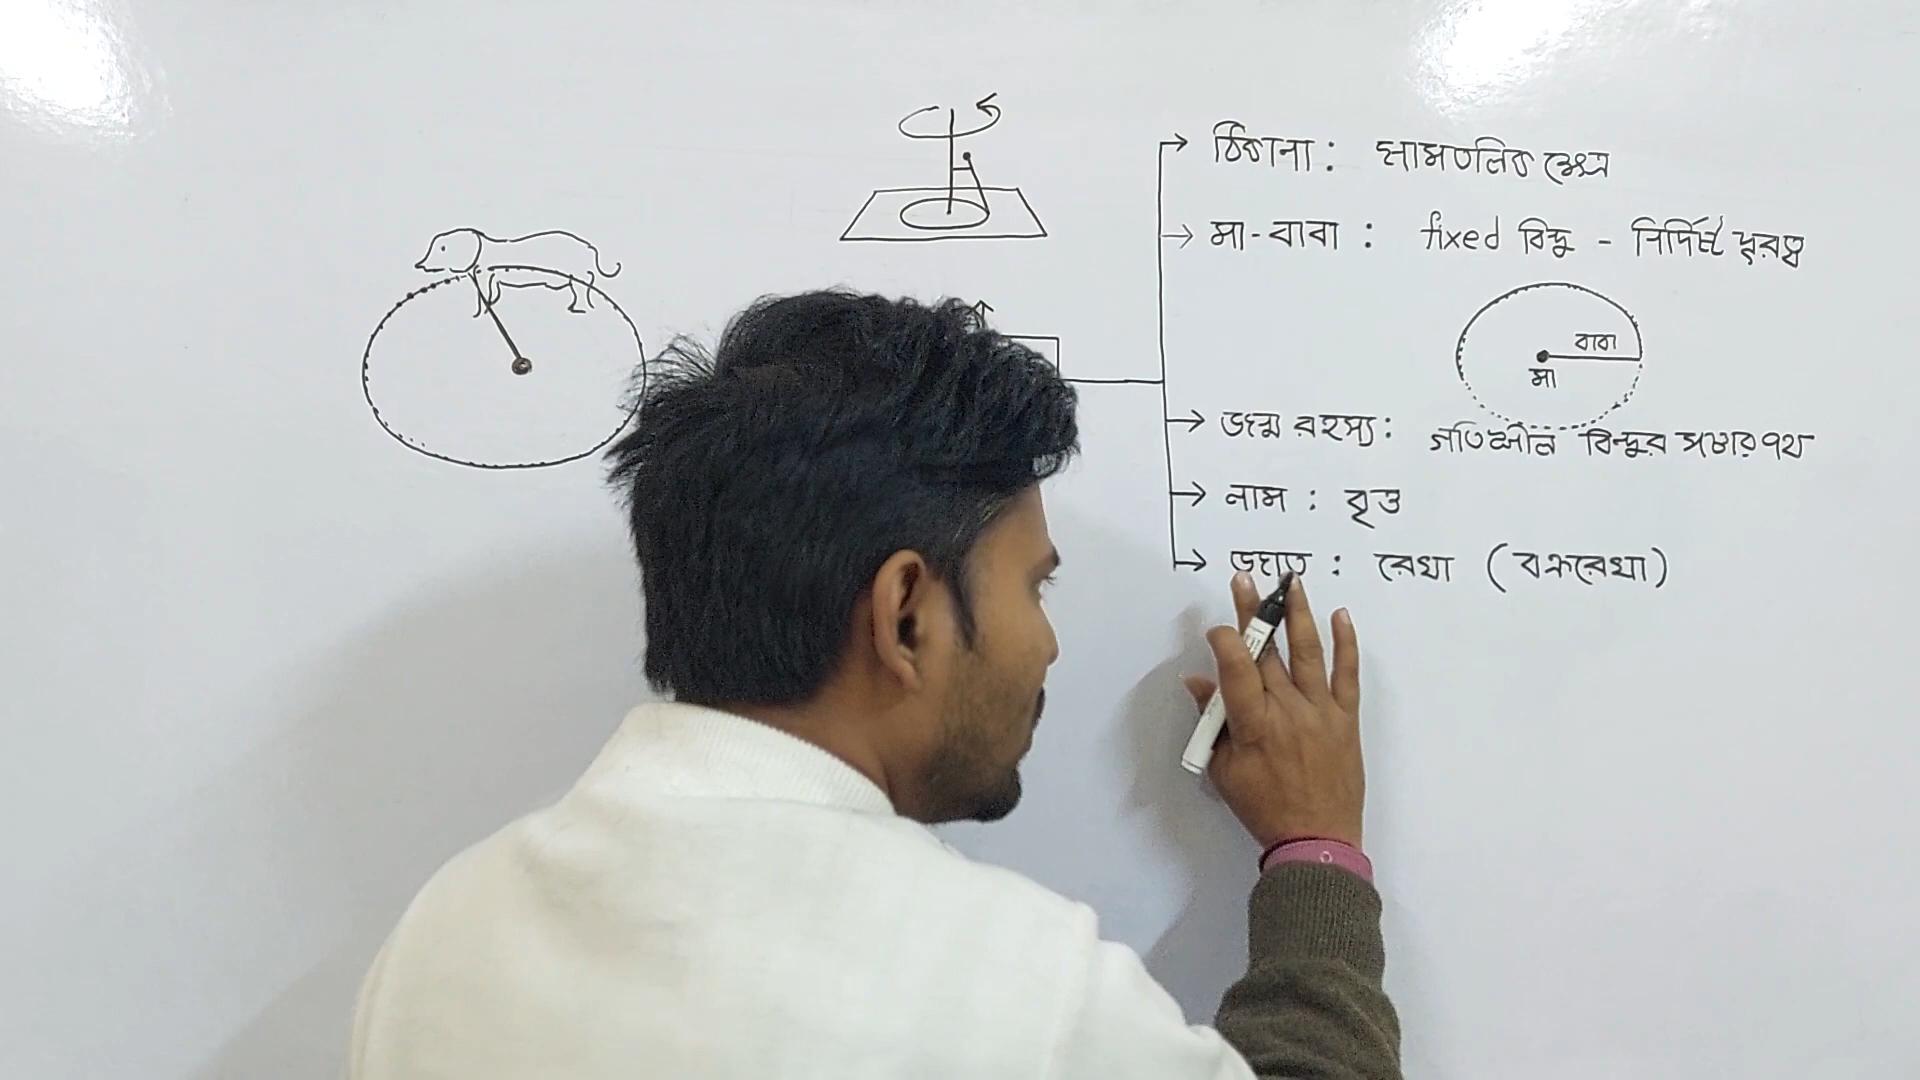 ঠিকানা : সামতলিক ক্ষেত্র
মা-বাবা : fixed বিন্দু - নির্দিষ্ট দূরত্ব
বাবা
মা
জন্ম রহস্য : গতিশীল বিন্দুর সঞ্চারপথ
নাম : বৃত্ত
জাত : রেখা (বক্ররেখা)